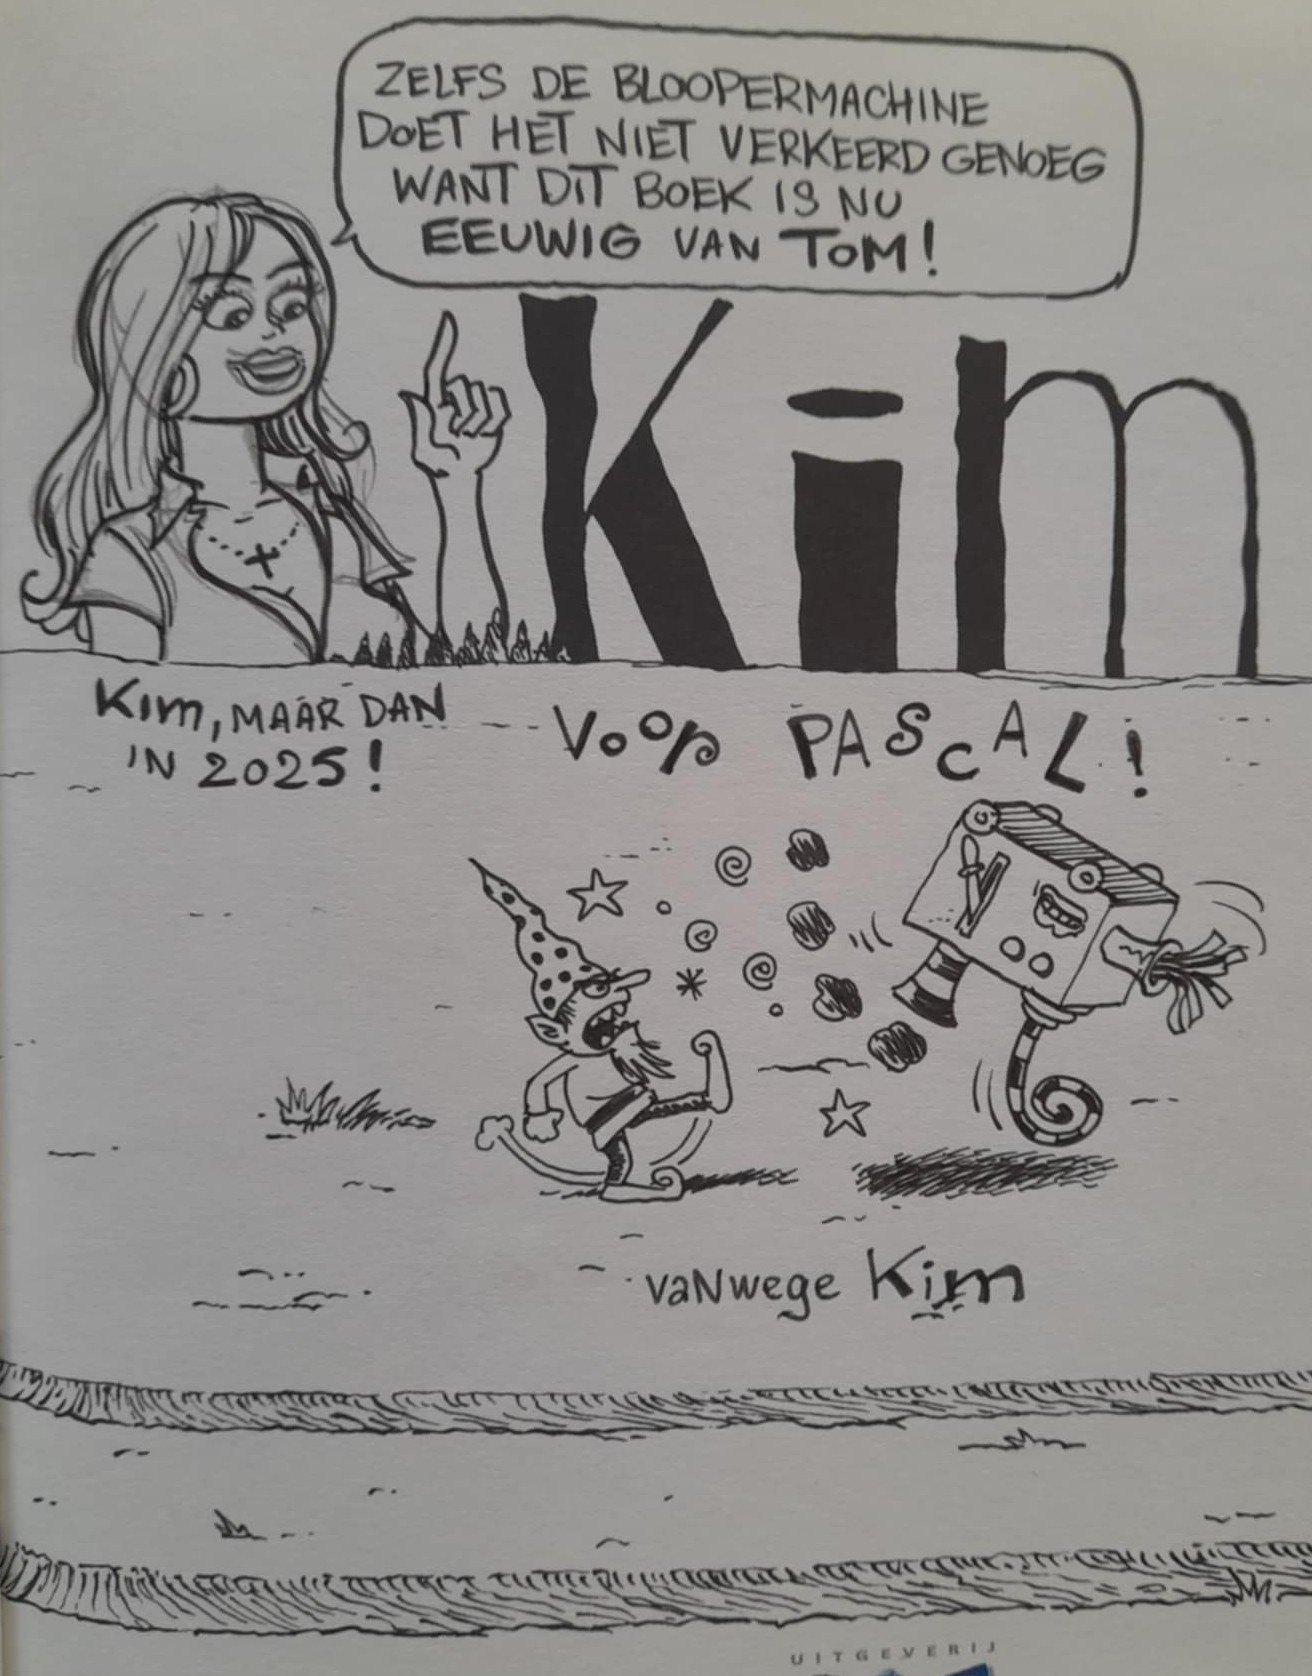 ZELFS DE BLOOPERMACHINE
DOET HET NIET VERKEERD GENOEG
WANT DIT BOEK IS NU
EEUWIG VAN TOM!
Kim
Kim, MAAR DAN
IN 2025!
Voor PASCAL!
vaNwege Kim
UITGEVERIJ